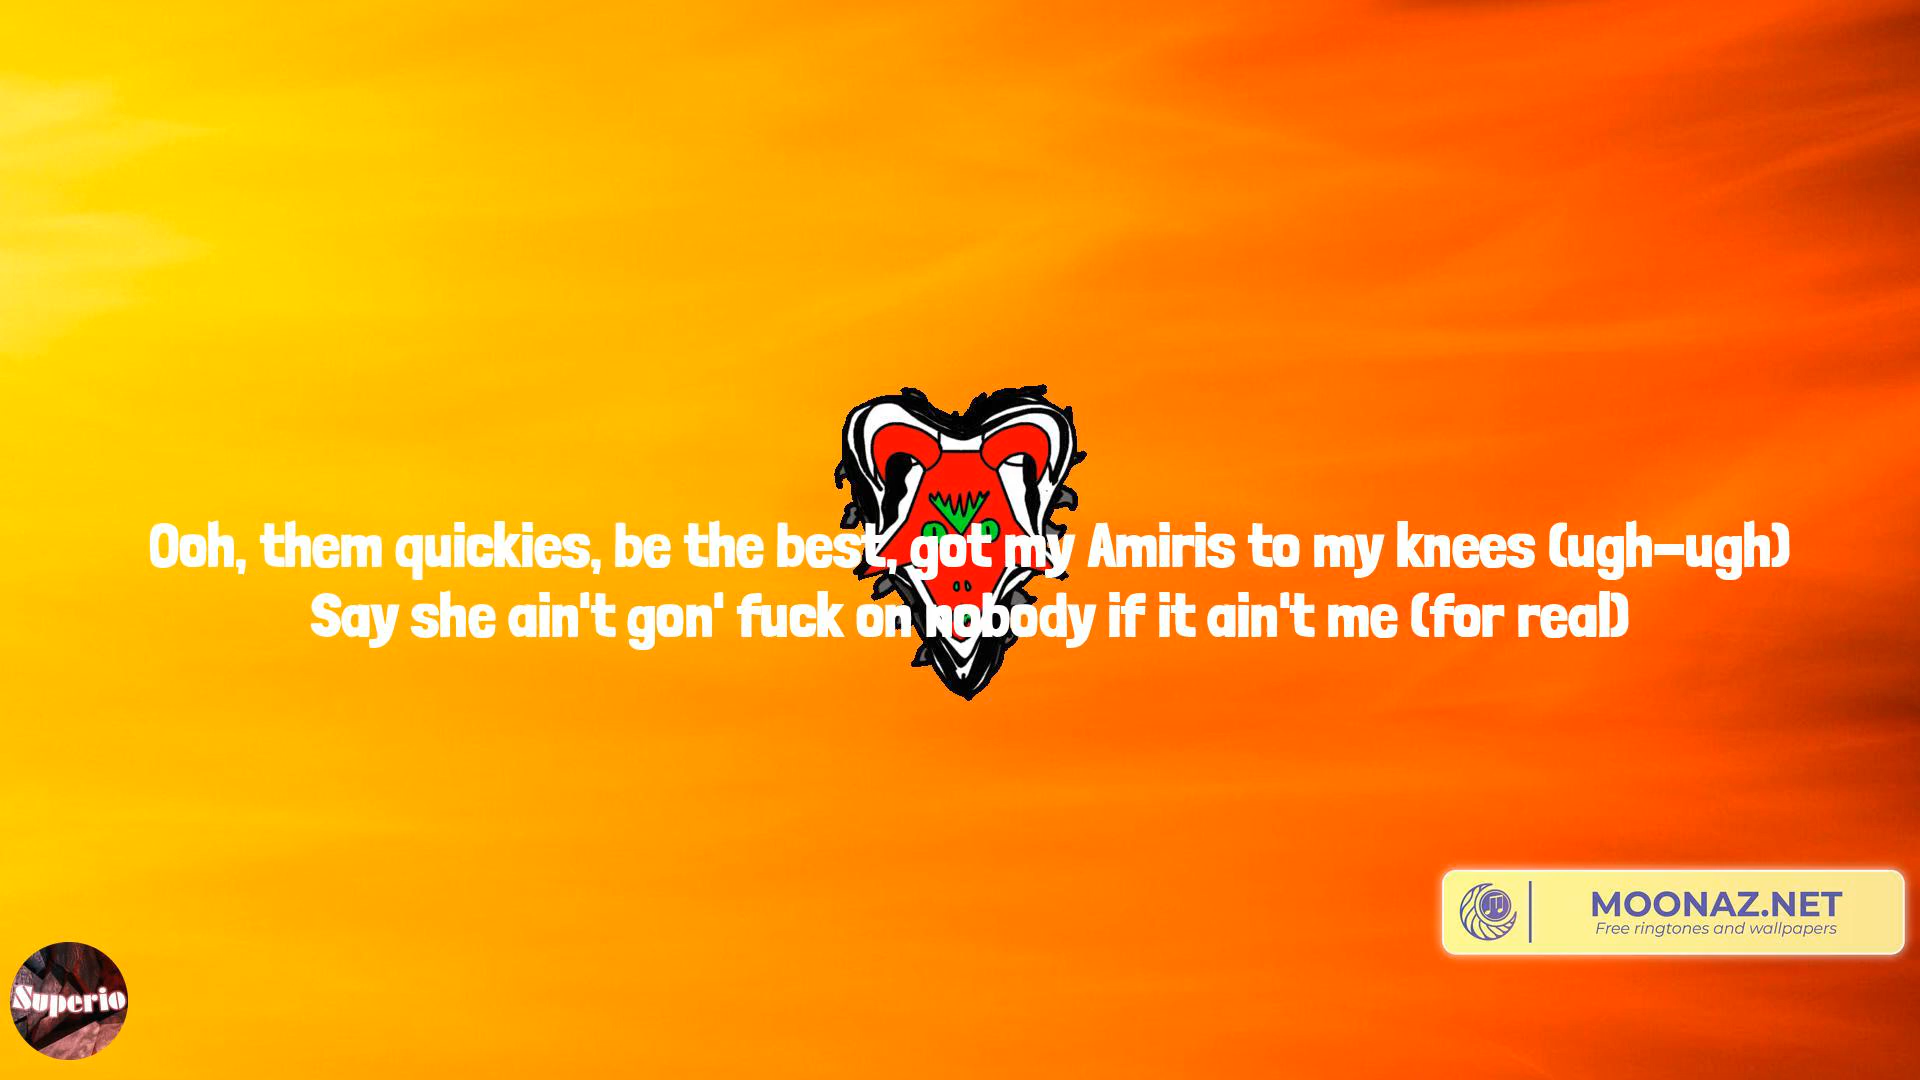 Ooh, them quickies, be the best, got my Amiris to my knees (ugh-ugh)
Say she ain't gon' fuck on nobody if it ain't me (for real)
MOONAZ.NET
Free ringtones and wallpapers
Superio